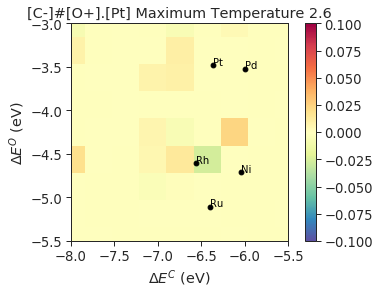 [C-]#[O+].[Pt] Maximum Temperature 2.6
−3.0
−3.5
−4.0
−4.5
−5.0
−5.5
ΔE^O (eV)
Pt
Pd
Rh
Ni
Ru
−8.0 −7.5 −7.0 −6.5 −6.0 −5.5
ΔE^C (eV)
0.100
0.075
0.050
0.025
0.000
−0.025
−0.050
−0.075
−0.100